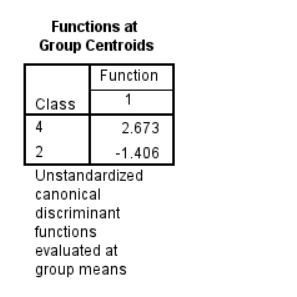 Functions at
Group Centroids
Function
Class 1
4 2.673
2 -1.406
Unstandardized
canonical
discriminant
functions
evaluated at
group means